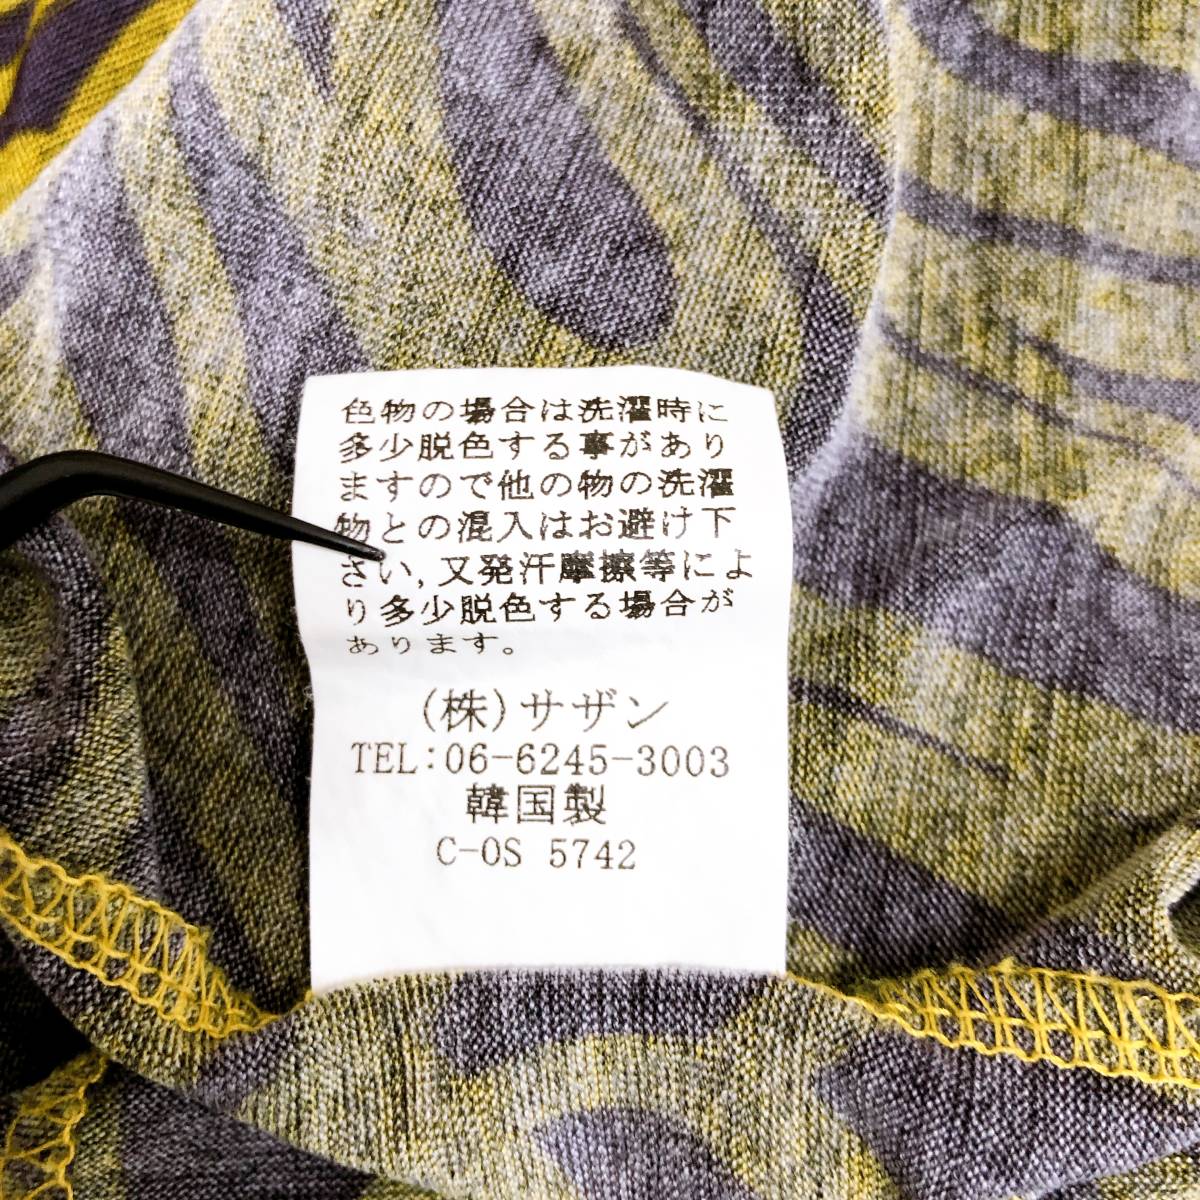 色物の場合は洗濯時に
多少脱色する事があり
ますので他の物の洗濯
物との混入はお避け下
さい,又発汗摩擦等によ
り多少脱色する場合が
あります。
(株)サザン
TEL:06-6245-3003
韓国製
C-OS 5742